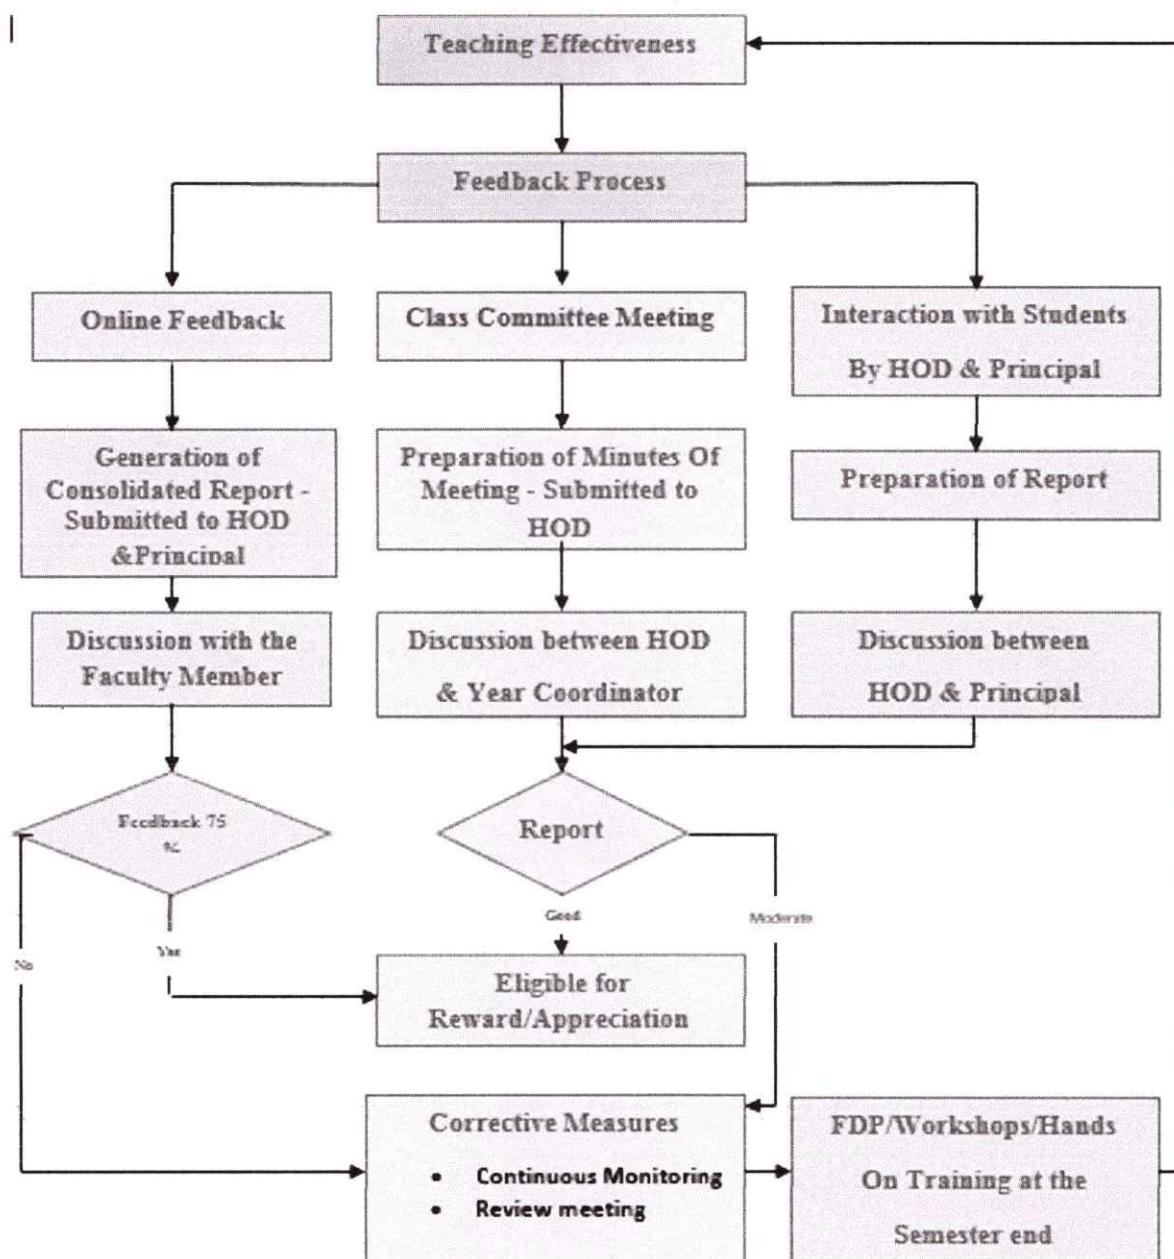 Teaching Effectiveness
Feedback Process
Online Feedback
Class Committee Meeting
Interaction with Students
By HOD & Principal
Generation of
Consolidated Report -
Submitted to HOD
&Principal
Preparation of Minutes Of
Meeting - Submitted to
HOD
Preparation of Report
Discussion with the
Faculty Member
Discussion between HOD
& Year Coordinator
Discussion between
HOD & Principal
Feedback 75
%
Report
Good
Moderate
Yes
No
Eligible for
Reward/Appreciation
Corrective Measures
• Continuous Monitoring
• Review meeting
FDP/Workshops/Hands
On Training at the
Semester end